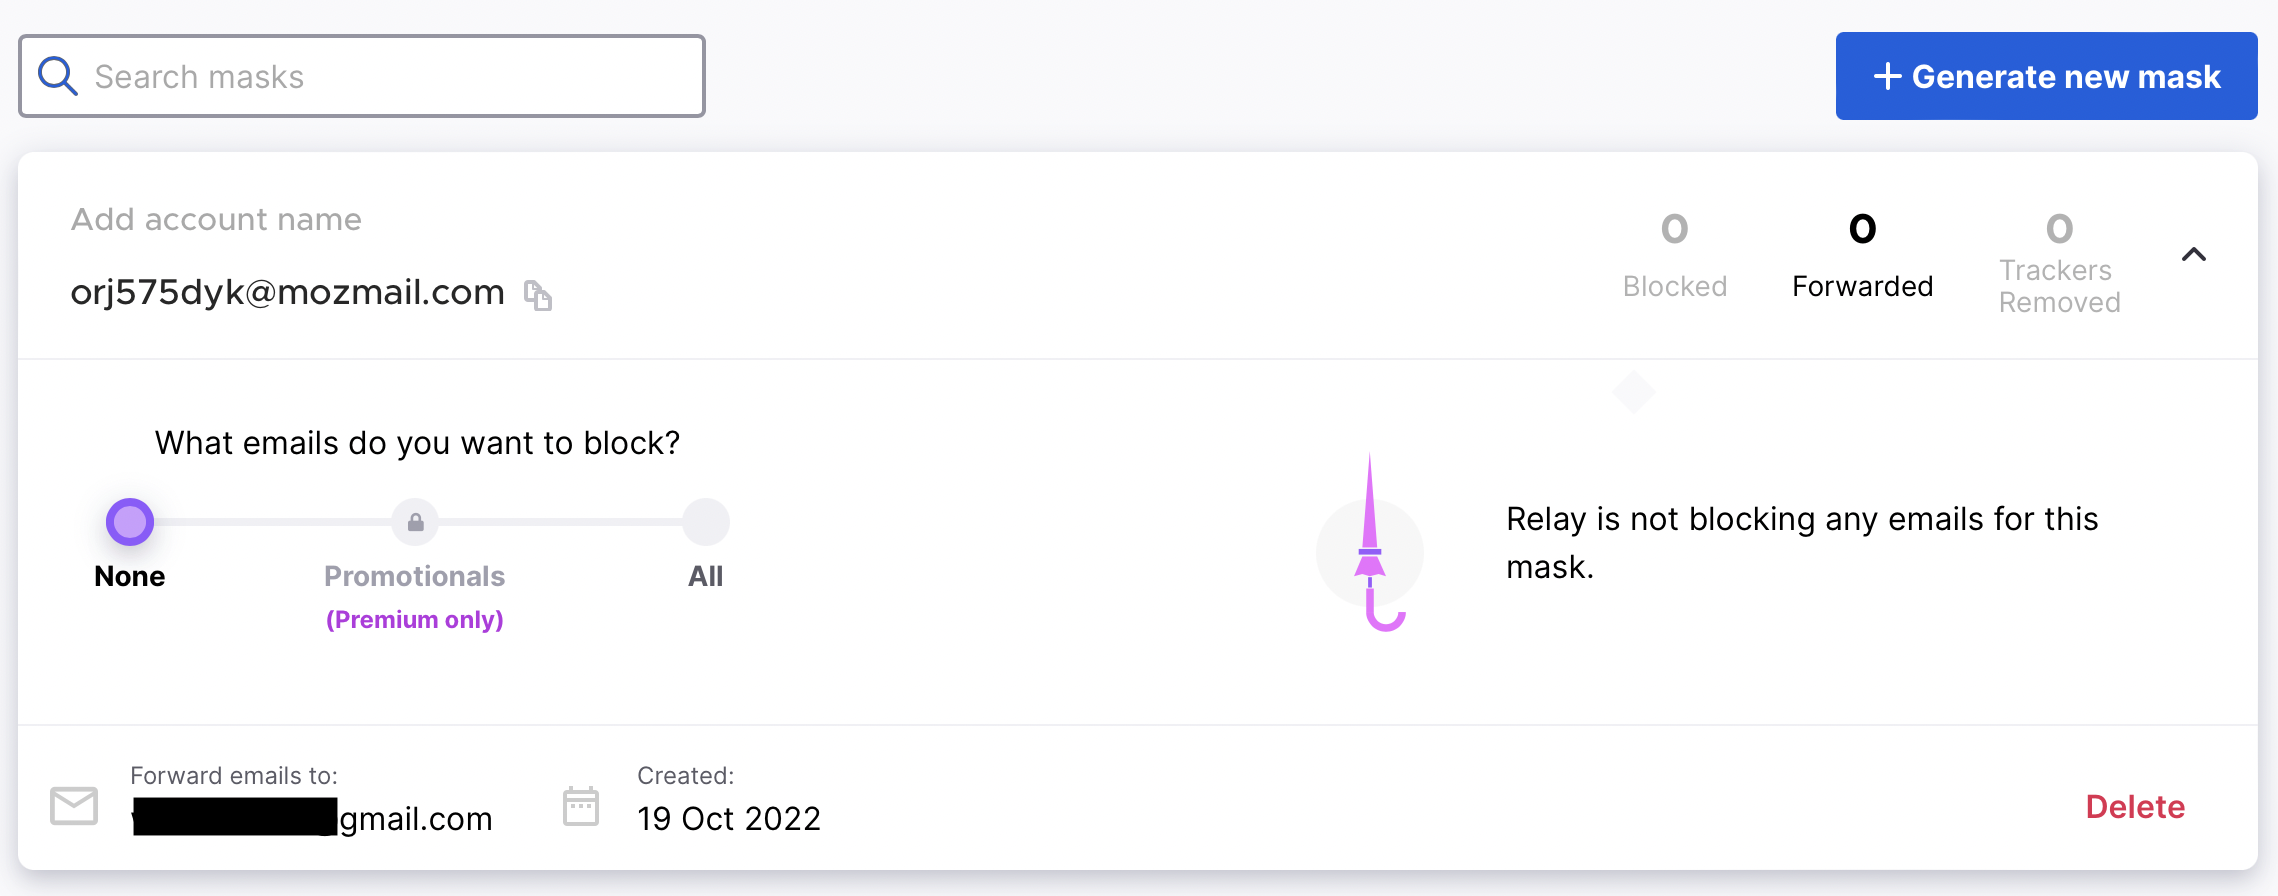 Search masks
+ Generate new mask
Add account name
orj575dyk@mozmail.com
0
Blocked
0
Forwarded
0
Trackers
Removed
What emails do you want to block?
None
Promotionals
(Premium only)
All
Relay is not blocking any emails for this
mask.
Forward emails to:
gmail.com
Created:
19 Oct 2022
Delete